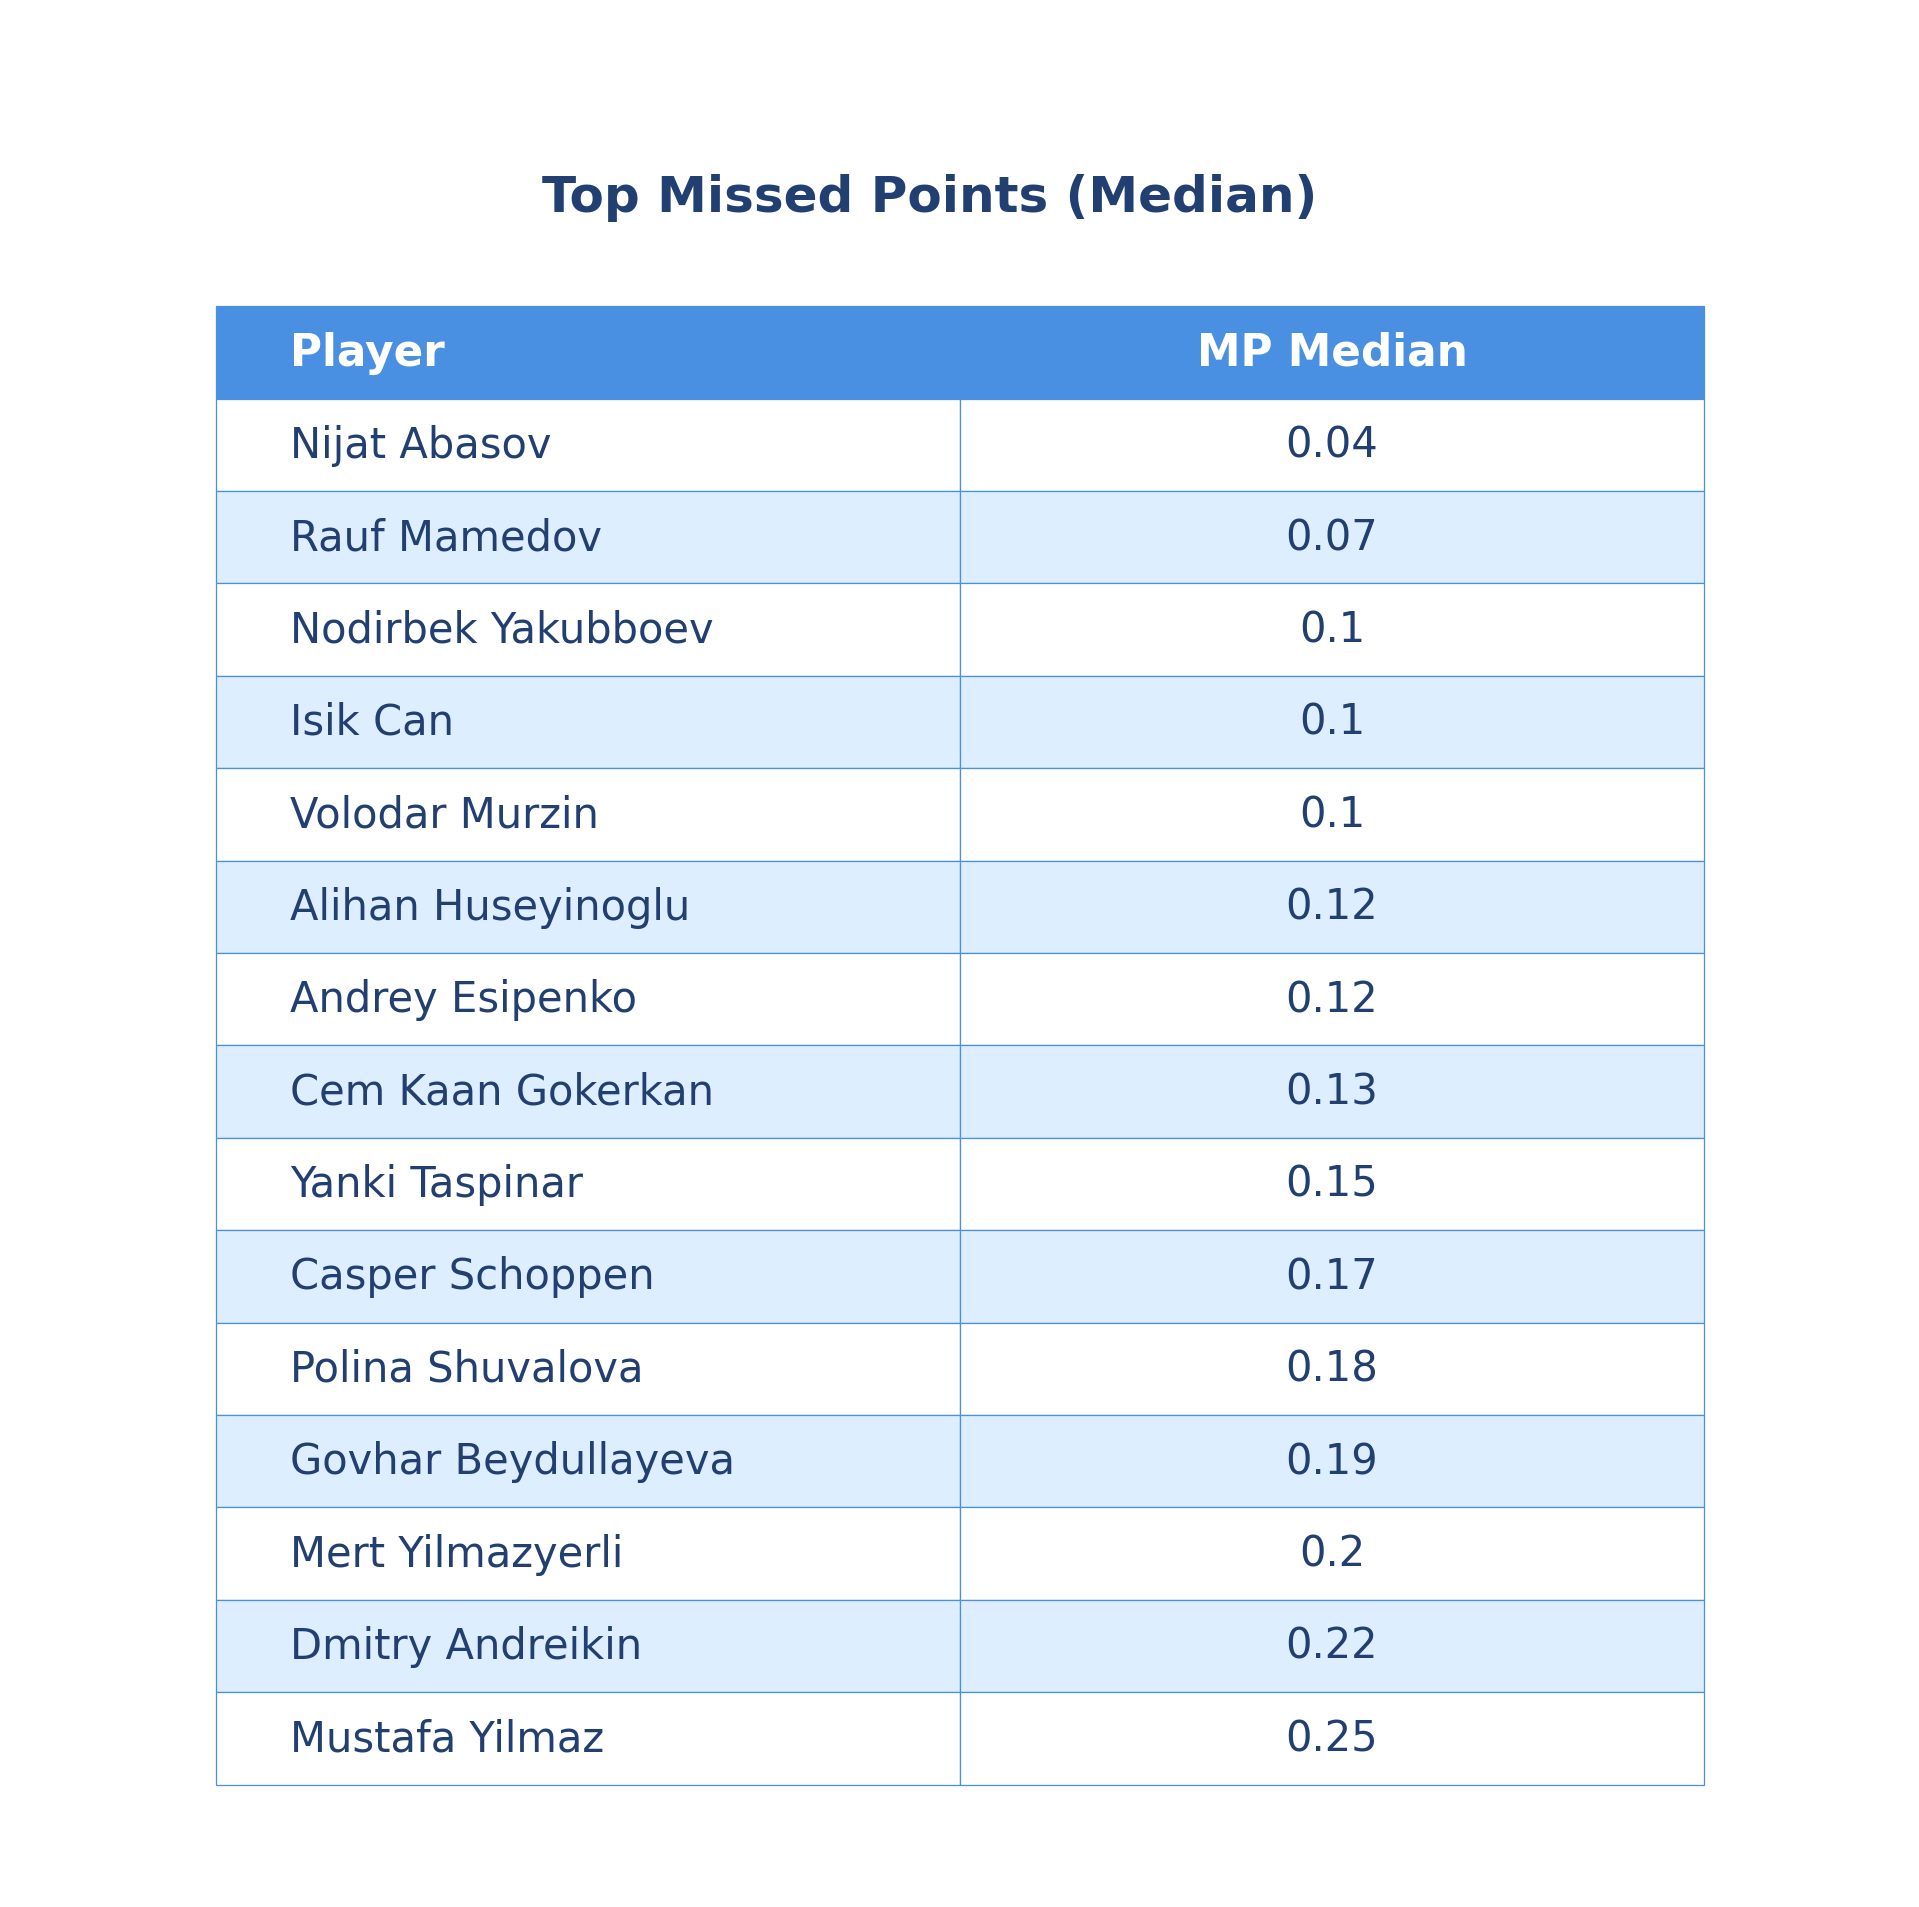 Top Missed Points (Median)
Player MP Median
Nijat Abasov 0.04
Rauf Mamedov 0.07
Nodirbek Yakubboev 0.1
Isik Can 0.1
Volodar Murzin 0.1
Alihan Huseyinoglu 0.12
Andrey Esipenko 0.12
Cem Kaan Gokerkan 0.13
Yanki Taspinar 0.15
Casper Schoppen 0.17
Polina Shuvalova 0.18
Govhar Beydullayeva 0.19
Mert Yilmazyerli 0.2
Dmitry Andreikin 0.22
Mustafa Yilmaz 0.25